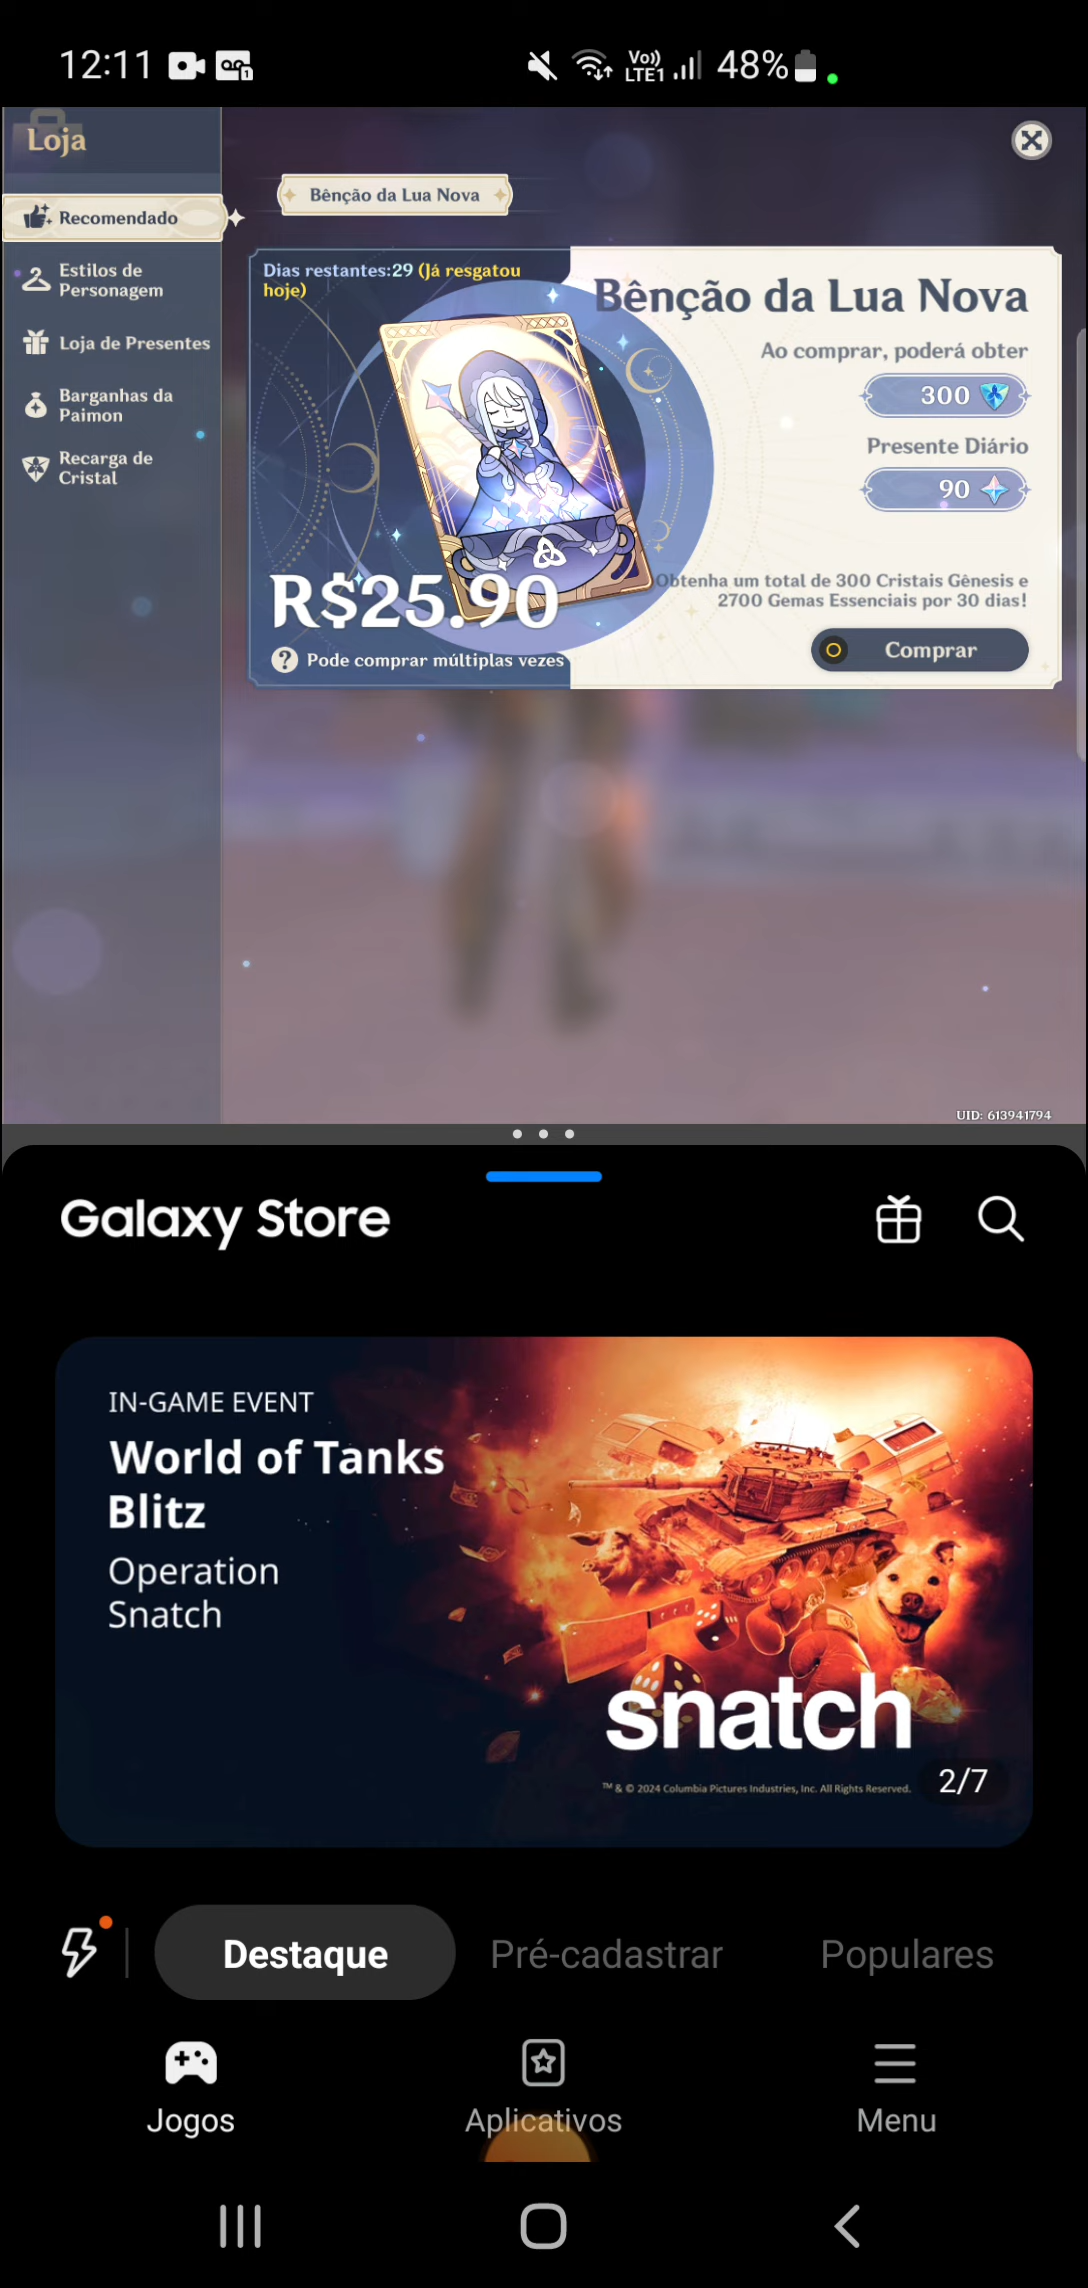 12:11
Vo))
LTE1
48%
Loja
Recomendado
Estilos de
Personagem
Loja de Presentes
Barganhas da
Paimon
Recarga de
Cristal
Bênção da Lua Nova
Dias restantes:29 (Já resgatou
hoje)
R$25.90
Pode comprar múltiplas vezes
Bênção da Lua Nova
Ao comprar, poderá obter
300
Presente Diário
90
Obtenha um total de 300 Cristais Gênesis e
2700 Gemas Essenciais por 30 dias!
Comprar
UID: 613941794
Galaxy Store
IN-GAME EVENT
World of Tanks
Blitz
Operation
Snatch
snatch
™ & © 2024 Columbia Pictures Industries, Inc. All Rights Reserved.
2/7
Destaque
Pré-cadastrar
Populares
Jogos
Aplicativos
Menu